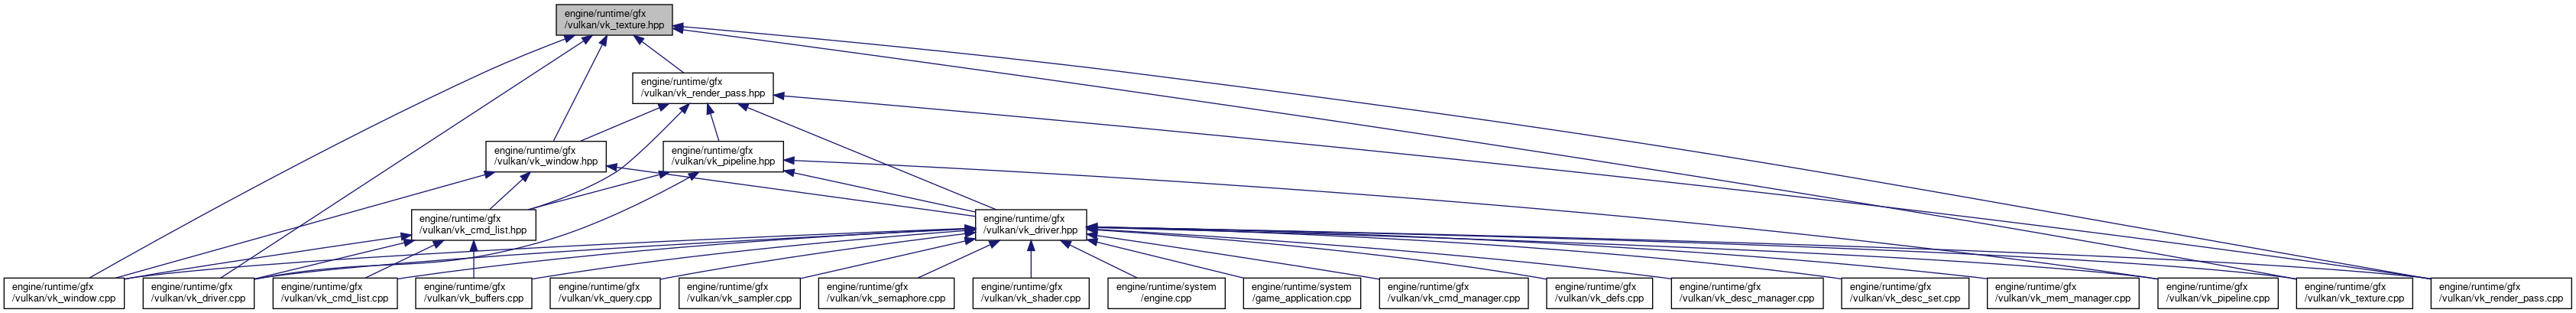 engine/runtime/gfx
/vulkan/vk_texture.hpp
engine/runtime/gfx
/vulkan/vk_render_pass.hpp
engine/runtime/gfx
/vulkan/vk_window.hpp
engine/runtime/gfx
/vulkan/vk_pipeline.hpp
engine/runtime/gfx
/vulkan/vk_cmd_list.hpp
engine/runtime/gfx
/vulkan/vk_driver.hpp
engine/runtime/gfx
/vulkan/vk_window.cpp
engine/runtime/gfx
/vulkan/vk_driver.cpp
engine/runtime/gfx
/vulkan/vk_cmd_list.cpp
engine/runtime/gfx
/vulkan/vk_buffers.cpp
engine/runtime/gfx
/vulkan/vk_query.cpp
engine/runtime/gfx
/vulkan/vk_sampler.cpp
engine/runtime/gfx
/vulkan/vk_semaphore.cpp
engine/runtime/gfx
/vulkan/vk_shader.cpp
engine/runtime/system
/engine.cpp
engine/runtime/system
/game_application.cpp
engine/runtime/gfx
/vulkan/vk_cmd_manager.cpp
engine/runtime/gfx
/vulkan/vk_defs.cpp
engine/runtime/gfx
/vulkan/vk_desc_manager.cpp
engine/runtime/gfx
/vulkan/vk_desc_set.cpp
engine/runtime/gfx
/vulkan/vk_mem_manager.cpp
engine/runtime/gfx
/vulkan/vk_pipeline.cpp
engine/runtime/gfx
/vulkan/vk_texture.cpp
engine/runtime/gfx
/vulkan/vk_render_pass.cpp